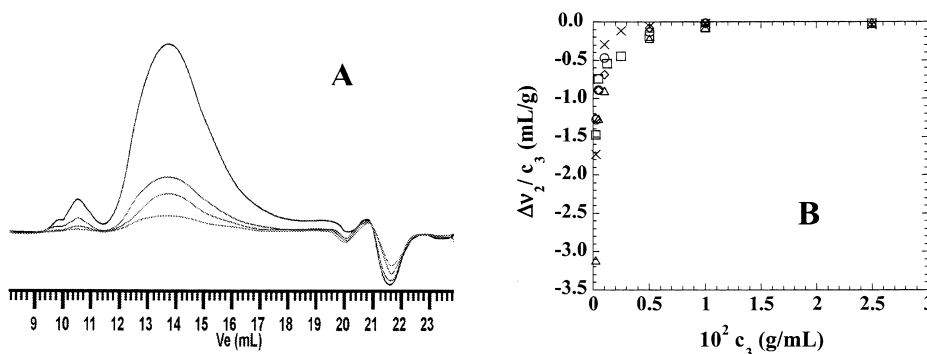 A
9 10 11 12 13 14 15 16 17 18 19 20 21 22 23
Ve (mL)
B
Δν₂ / c₃ (mL/g)
0.0
-0.5
-1.0
-1.5
-2.0
-2.5
-3.0
-3.5
0 0.5 1 1.5 2 2.5 3
10² c₃ (g/mL)